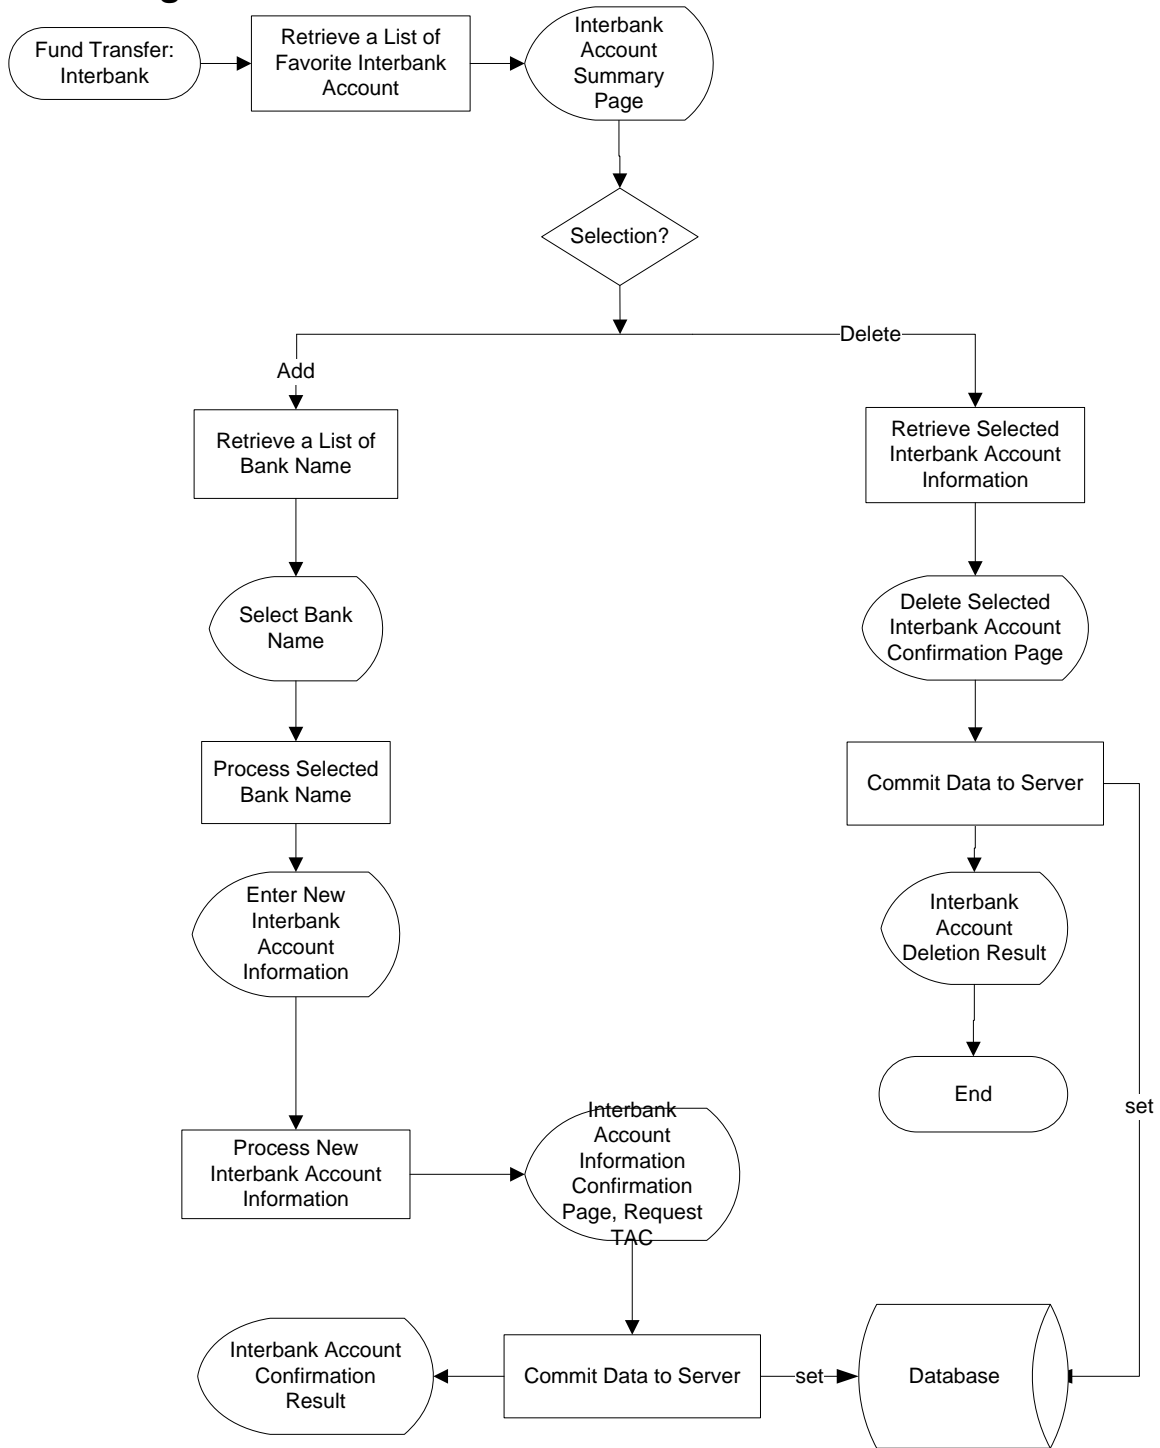 Fund Transfer:
Interbank
Retrieve a List of
Favorite Interbank
Account
Interbank
Account
Summary
Page
Selection?
Delete
Add
Retrieve a List of
Bank Name
Retrieve Selected
Interbank Account
Information
Select Bank
Name
Delete Selected
Interbank Account
Confirmation Page
Process Selected
Bank Name
Commit Data to Server
Enter New
Interbank
Account
Information
Interbank
Account
Deletion Result
End
set
Process New
Interbank Account
Information
Interbank
Account
Information
Confirmation
Page, Request
TAC
Interbank Account
Confirmation
Result
Commit Data to Server
set
Database